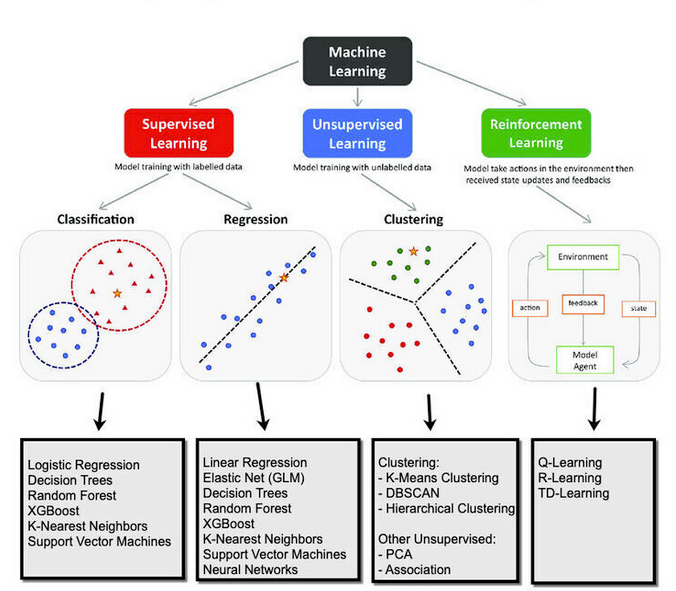 Machine
Learning
Supervised
Learning
Unsupervised
Learning
Reinforcement
Learning
Model training with labelled data
Model training with unlabelled data
Model take actions in the environment then
received state updates and feedbacks
Classification
Regression
Clustering
Environment
action
feedback
state
Model
Agent
Logistic Regression
Decision Trees
Random Forest
XGBoost
K-Nearest Neighbors
Support Vector Machines
Linear Regression
Elastic Net (GLM)
Decision Trees
Random Forest
XGBoost
K-Nearest Neighbors
Support Vector Machines
Neural Networks
Clustering:
- K-Means Clustering
- DBSCAN
- Hierarchical Clustering
Other Unsupervised:
- PCA
- Association
Q-Learning
R-Learning
TD-Learning